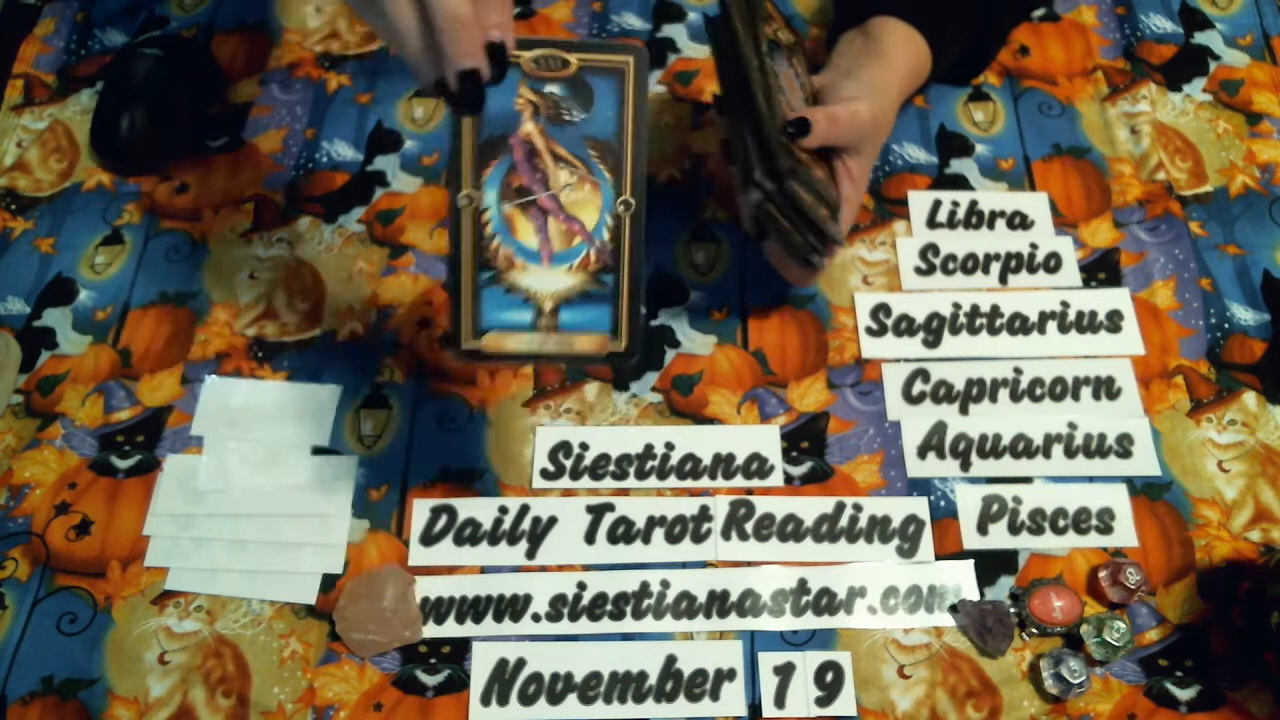 Libra
Scorpio
Sagittarius
Capricorn
Aquarius
Pisces
Siestiana
Daily Tarot Reading
www.siestianastar.com
November 19